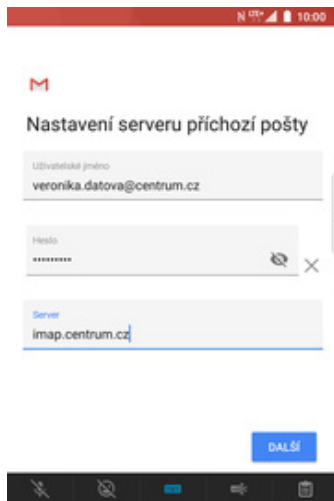 10:00
Nastavení serveru příchozí pošty
Uživatelské jméno
veronika.datova@centrum.cz
Heslo
•••••••••
Server
imap.centrum.cz
DALŠÍ